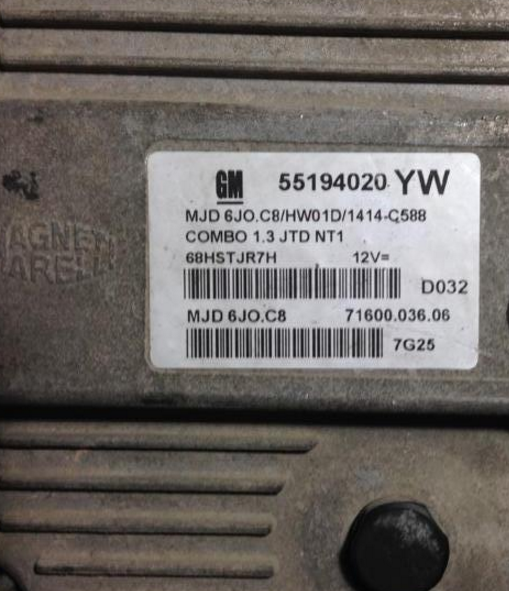 GM 55194020 YW
MJD 6JO.C8/HW01D/1414-C588
COMBO 1.3 JTD NT1
68HSTJR7H 12V=
D032
MJD 6JO.C8 71600.036.06
7G25